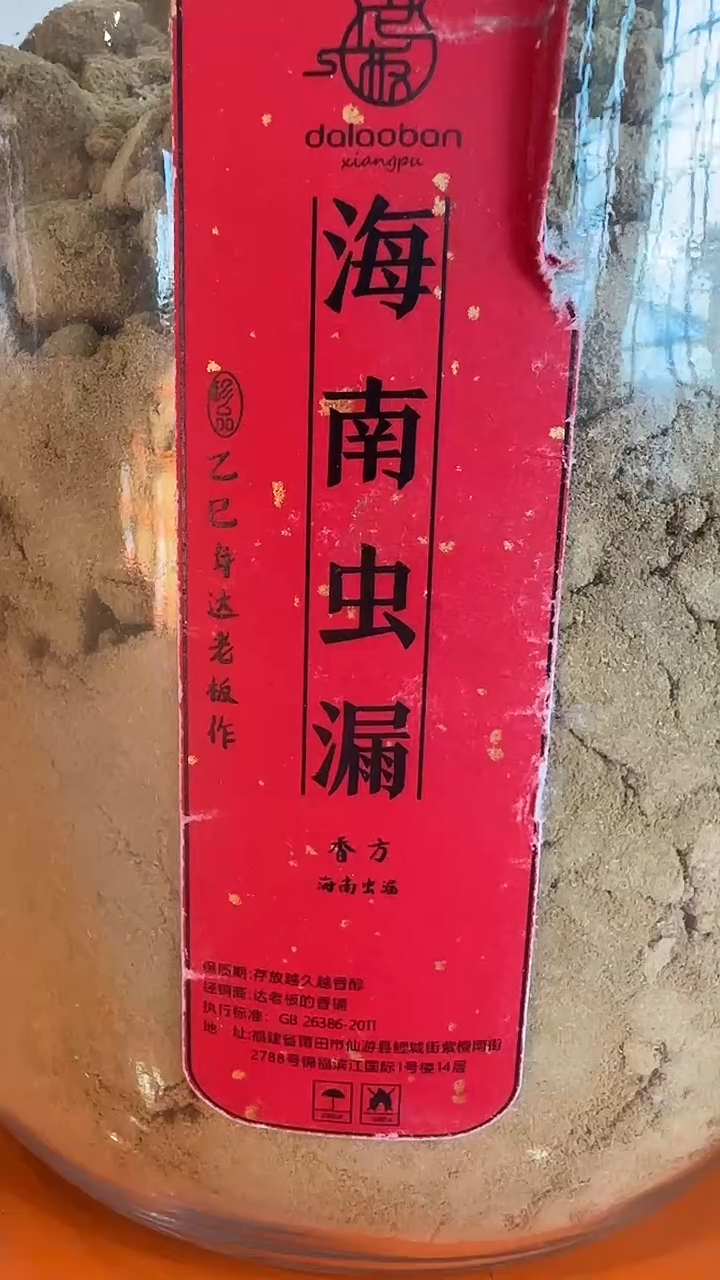 dalaoban
xiangpu
海南虫漏
珍品
乙巳年达老板作
香方
海南虫漏
保质期:存放越久越香醇
经销商:达老板的香铺
执行标准：GB 26386-2011
地 址:福建省莆田市仙游县鲤城街紫檀南街
2788号保福滨江国际1号楼14层